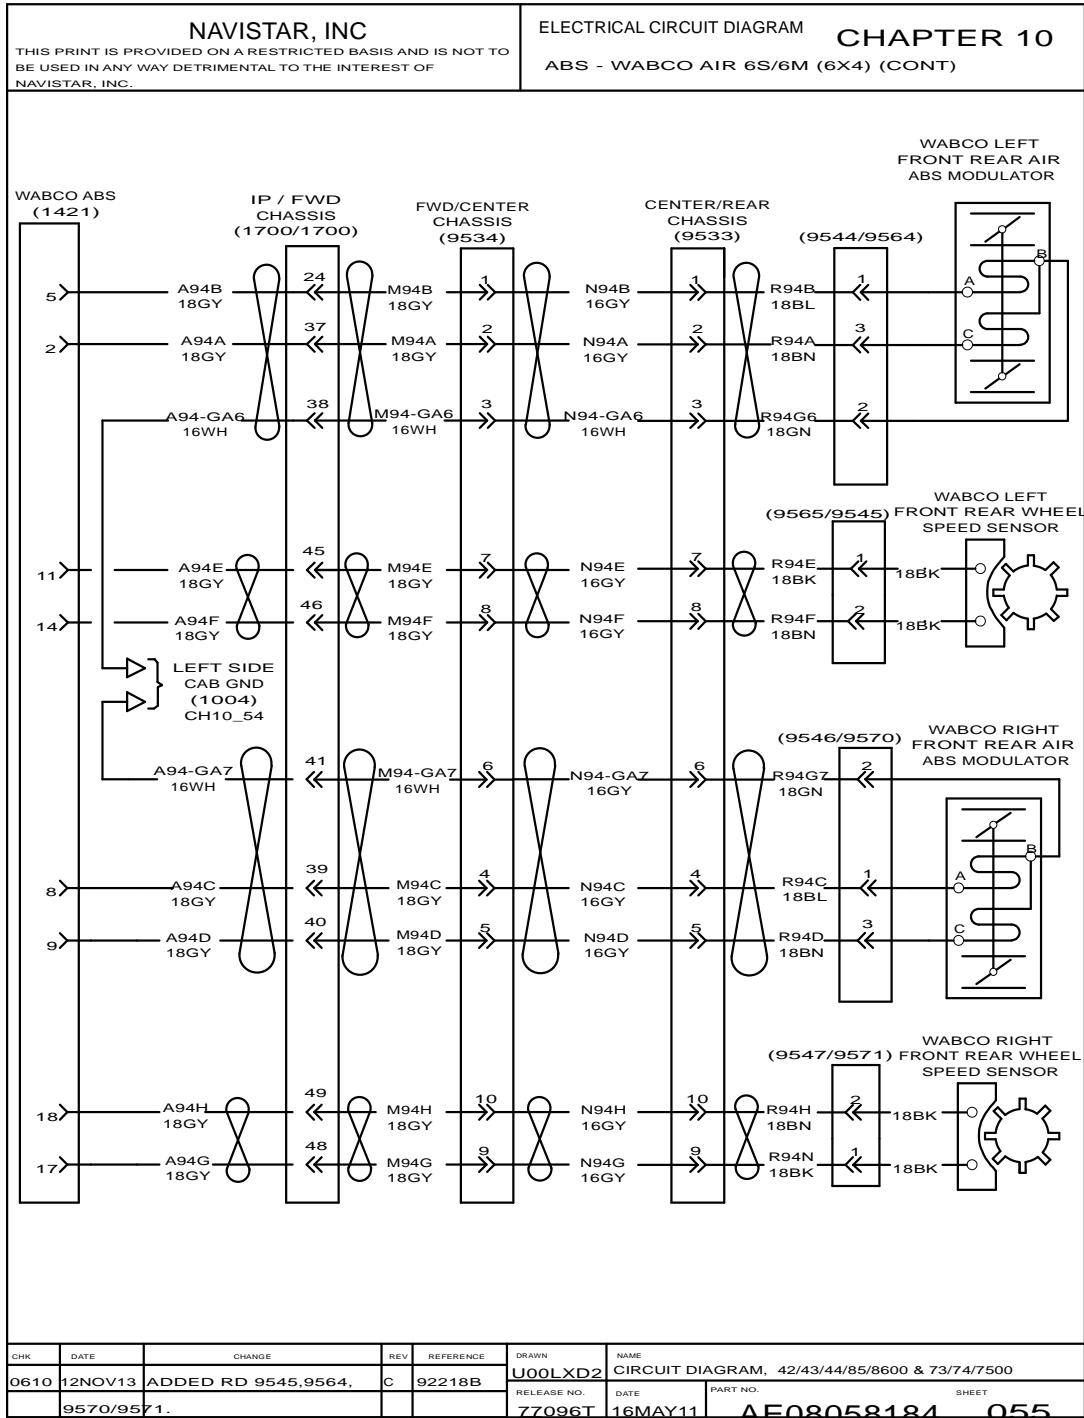 NAVISTAR, INC
THIS PRINT IS PROVIDED ON A RESTRICTED BASIS AND IS NOT TO
BE USED IN ANY WAY DETRIMENTAL TO THE INTEREST OF
NAVISTAR, INC.
ELECTRICAL CIRCUIT DIAGRAM
CHAPTER 10
ABS - WABCO AIR 6S/6M (6X4) (CONT)
WABCO LEFT
FRONT REAR AIR
ABS MODULATOR
WABCO ABS
(1421)
IP / FWD
CHASSIS
(1700/1700)
FWD/CENTER
CHASSIS
(9534)
CENTER/REAR
CHASSIS
(9533)
(9544/9564)
5
A94B
18GY
24
M94B
18GY
1
N94B
16GY
1
R94B
18BL
1
A
B
2
A94A
18GY
37
M94A
18GY
2
N94A
16GY
2
R94A
18BN
3
C
A94-GA6
16WH
38
M94-GA6
16WH
3
N94-GA6
16WH
3
R94G6
18GN
2
(9565/9545)
WABCO LEFT
FRONT REAR WHEEL
SPEED SENSOR
11
A94E
18GY
45
M94E
18GY
7
N94E
16GY
7
R94E
18BK
1
18BK
14
A94F
18GY
46
M94F
18GY
8
N94F
16GY
8
R94F
18BN
2
18BK
LEFT SIDE
CAB GND
(1004)
CH10_54
(9546/9570)
WABCO RIGHT
FRONT REAR AIR
ABS MODULATOR
A94-GA7
16WH
41
M94-GA7
16WH
6
N94-GA7
16GY
6
R94G7
18GN
2
B
8
A94C
18GY
39
M94C
18GY
4
N94C
16GY
4
R94C
18BL
1
A
9
A94D
18GY
40
M94D
18GY
5
N94D
16GY
5
R94D
18BN
3
C
(9547/9571)
WABCO RIGHT
FRONT REAR WHEEL
SPEED SENSOR
18
A94H
18GY
49
M94H
18GY
10
N94H
16GY
10
R94H
18BN
2
18BK
17
A94G
18GY
48
M94G
18GY
9
N94G
16GY
9
R94N
18BK
1
18BK
CHK DATE CHANGE REV REFERENCE
0610 12NOV13 ADDED RD 9545,9564, C 92218B
9570/9571.
DRAWN
U00LXD2
NAME
CIRCUIT DIAGRAM, 42/43/44/85/8600 & 73/74/7500
RELEASE NO.
77096T
DATE
16MAY11
PART NO.
AE08058184
SHEET
055